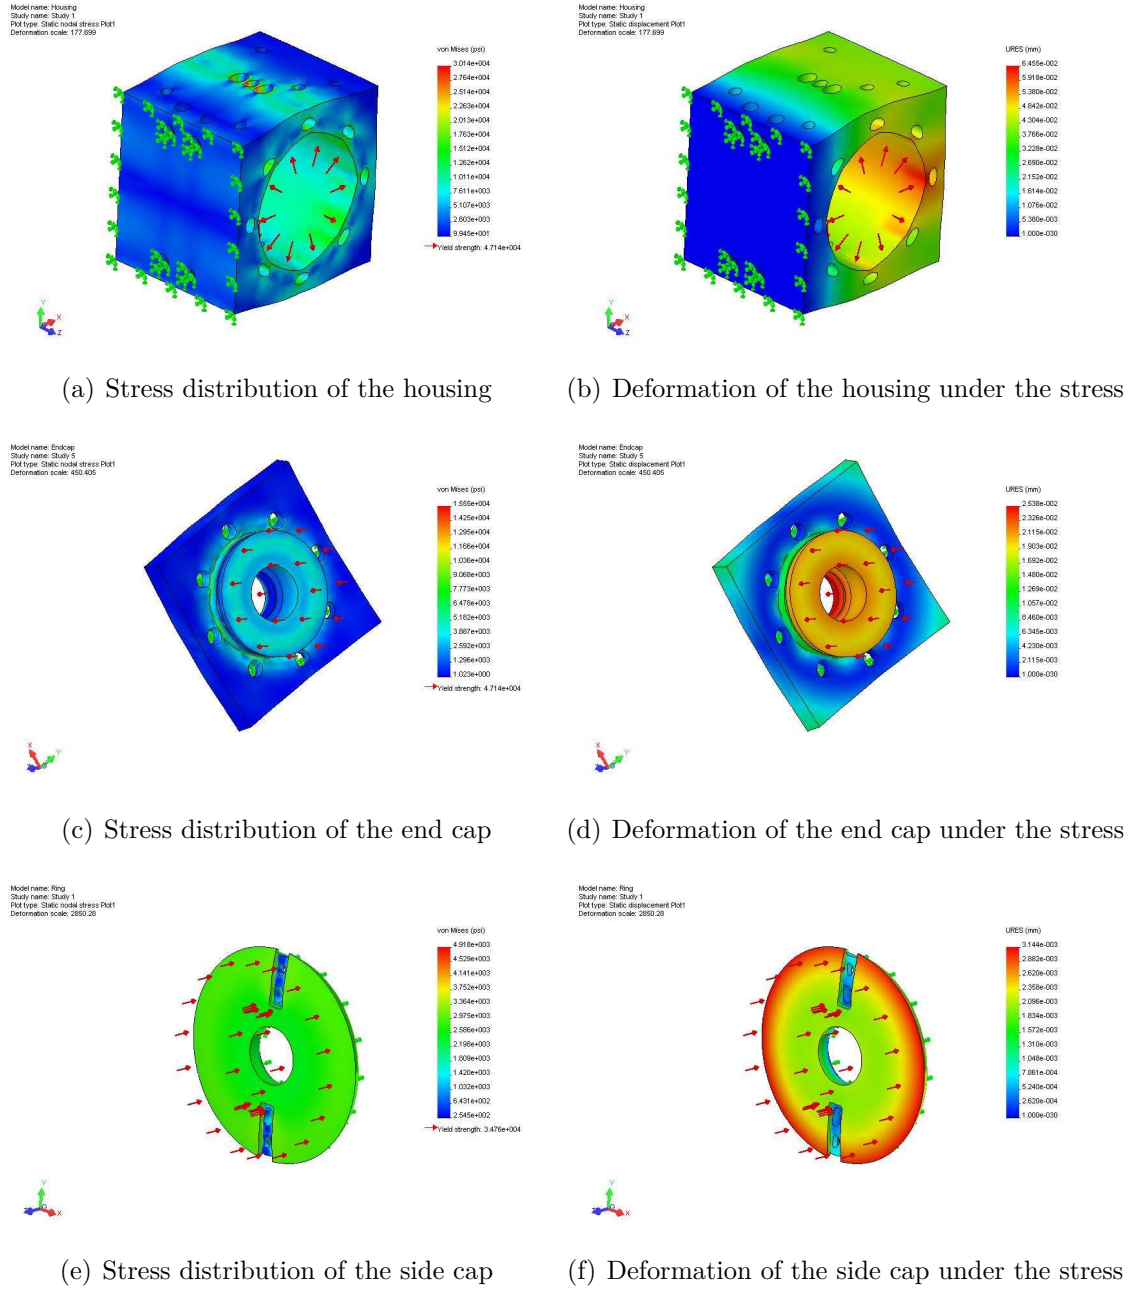 Model name: Housing
Study name: Study 1
Plot type: Static nodal stress Plot1
Deformation scale: 177.699
von Mises (psi)
3.014e+004
2.764e+004
2.514e+004
2.263e+004
2.013e+004
1.763e+004
1.512e+004
1.262e+004
1.011e+004
7.611e+003
5.107e+003
2.603e+003
9.945e+001
Yield strength: 4.714e+004
Y
X
Z
(a) Stress distribution of the housing
Model name: Housing
Study name: Study 1
Plot type: Static displacement Plot1
Deformation scale: 177.699
URES (mm)
6.455e-002
5.918e-002
5.380e-002
4.842e-002
4.304e-002
3.766e-002
3.228e-002
2.690e-002
2.152e-002
1.614e-002
1.076e-002
5.380e-003
1.000e-030
Y
X
Z
(b) Deformation of the housing under the stress
Model name: Endcap
Study name: Study 5
Plot type: Static nodal stress Plot1
Deformation scale: 450.405
von Mises (psi)
1.555e+004
1.425e+004
1.295e+004
1.166e+004
1.036e+004
9.068e+003
7.773e+003
6.478e+003
5.182e+003
3.887e+003
2.592e+003
1.296e+003
1.023e+000
Yield strength: 4.714e+004
X
Y
Z
(c) Stress distribution of the end cap
Model name: Endcap
Study name: Study 5
Plot type: Static displacement Plot1
Deformation scale: 450.405
URES (mm)
2.538e-002
2.326e-002
2.115e-002
1.903e-002
1.692e-002
1.480e-002
1.269e-002
1.057e-002
8.460e-003
6.345e-003
4.230e-003
2.115e-003
1.000e-030
X
Y
Z
(d) Deformation of the end cap under the stress
Model name: Ring
Study name: Study 1
Plot type: Static nodal stress Plot1
Deformation scale: 2850.28
von Mises (psi)
4.918e+003
4.529e+003
4.141e+003
3.752e+003
3.364e+003
2.975e+003
2.586e+003
2.198e+003
1.809e+003
1.420e+003
1.032e+003
6.431e+002
2.545e+002
Yield strength: 3.476e+004
Y
Z
X
(e) Stress distribution of the side cap
Model name: Ring
Study name: Study 1
Plot type: Static displacement Plot1
Deformation scale: 2850.28
URES (mm)
3.144e-003
2.882e-003
2.620e-003
2.358e-003
2.096e-003
1.834e-003
1.572e-003
1.310e-003
1.048e-003
7.861e-004
5.240e-004
2.620e-004
1.000e-030
Y
Z
X
(f) Deformation of the side cap under the stress